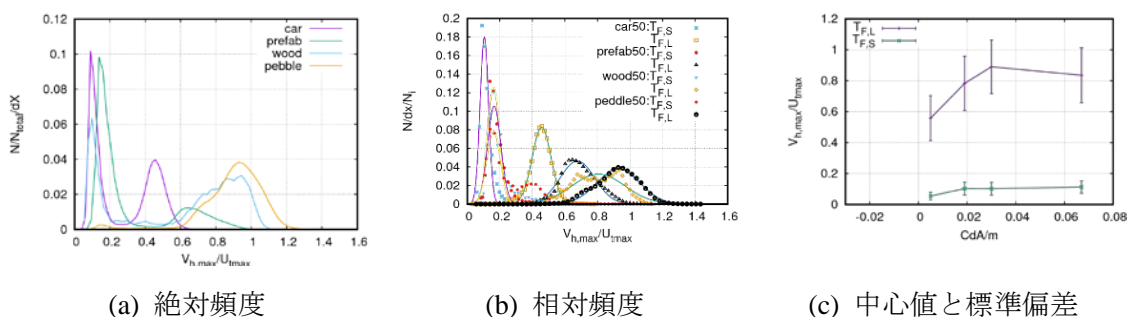 0.12
0.1
0.08
0.06
0.04
0.02
0
N/N_total/dX
car
prefab
wood
pebble
0 0.2 0.4 0.6 0.8 1 1.2 1.4 1.6
V_h,max/U_tmax
(a) 絶対頻度
0.2
0.18
0.16
0.14
0.12
0.1
0.08
0.06
0.04
0.02
0
N/dx/N_i
car50:T_F,S
T_F,L
prefab50:T_F,S
T_F,L
wood50:T_F,S
T_F,L
peddle50:T_F,S
T_F,L
0 0.2 0.4 0.6 0.8 1 1.2 1.4 1.6
V_h,max/U_tmax
(b) 相対頻度
1.2
1
0.8
0.6
0.4
0.2
0
V_h,max/U_tmax
T_F,L
T_F,S
-0.02 0 0.02 0.04 0.06 0.08
CdA/m
(c) 中心値と標準偏差